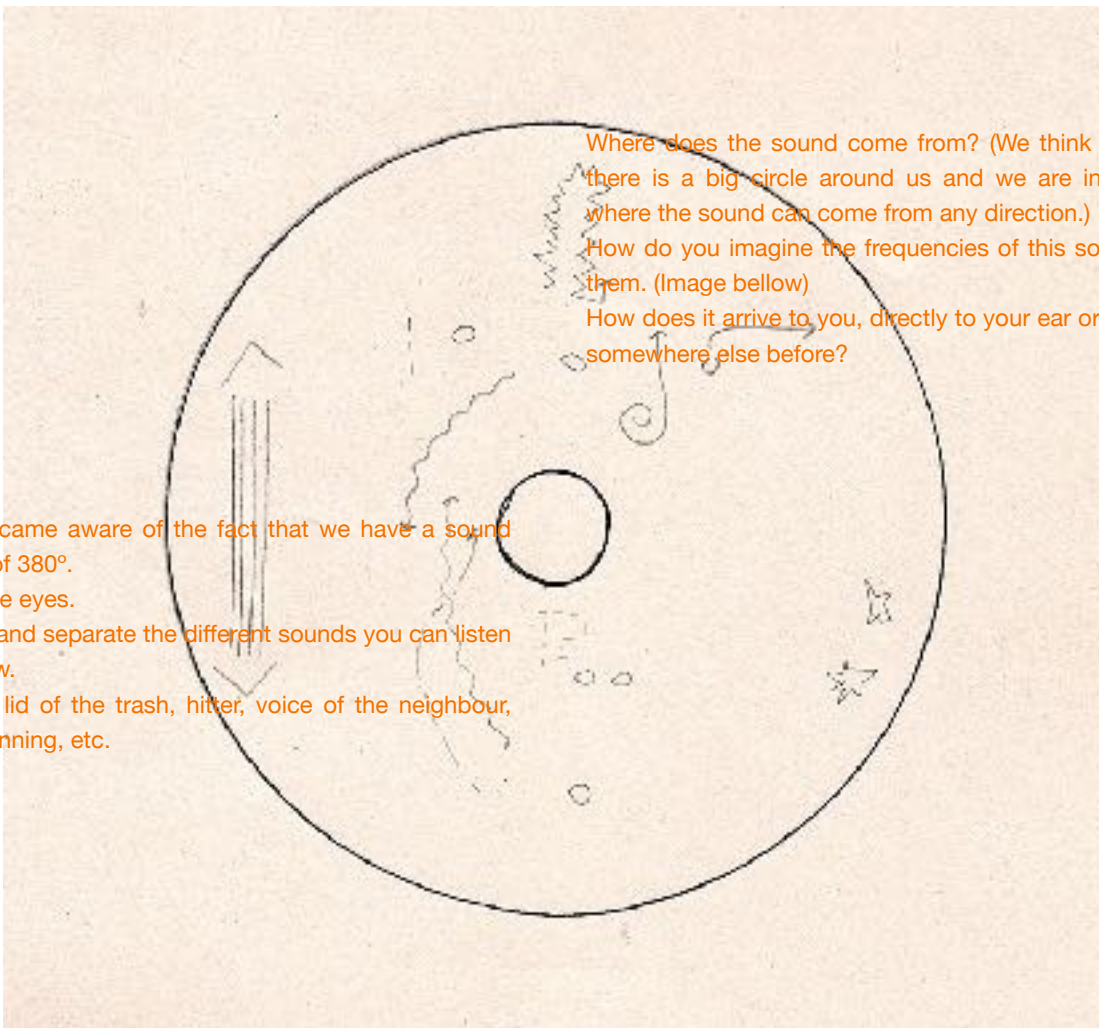 Where does the sound come from? (We think
there is a big circle around us and we are in
where the sound can come from any direction.)
How do you imagine the frequencies of this so
them. (Image bellow)
How does it arrive to you, directly to your ear or
somewhere else before?
came aware of the fact that we have a sound
of 380º.
e eyes.
and separate the different sounds you can listen
w.
lid of the trash, hitter, voice of the neighbour,
nning, etc.